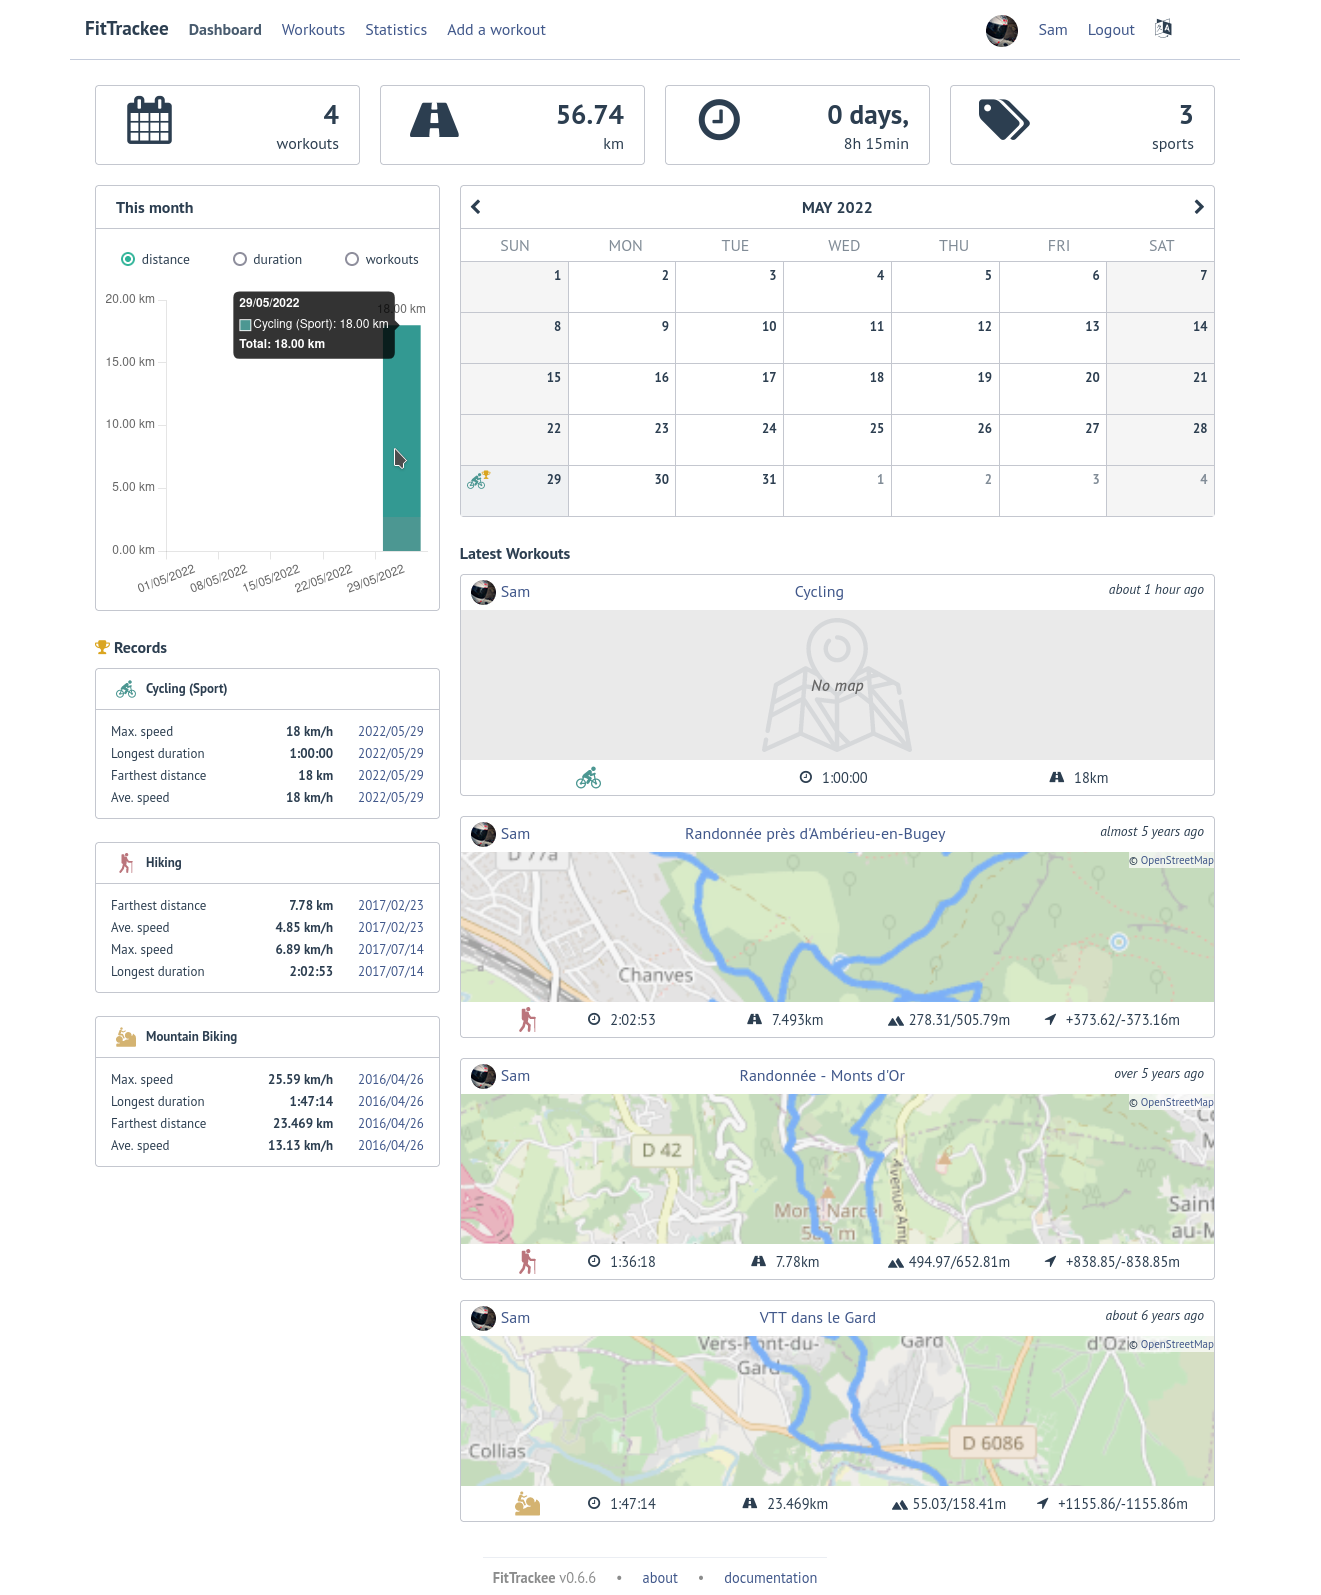 FitTrackee Dashboard Workouts Statistics Add a workout Sam Logout
4
workouts
56.74
km
0 days,
8h 15min
3
sports
This month
distance duration workouts
20.00 km
15.00 km
10.00 km
5.00 km
0.00 km
18.00 km
29/05/2022
Cycling (Sport): 18.00 km
Total: 18.00 km
01/05/2022 08/05/2022 15/05/2022 22/05/2022 29/05/2022
Records
Cycling (Sport)
Max. speed 18 km/h 2022/05/29
Longest duration 1:00:00 2022/05/29
Farthest distance 18 km 2022/05/29
Ave. speed 18 km/h 2022/05/29
Hiking
Farthest distance 7.78 km 2017/02/23
Ave. speed 4.85 km/h 2017/02/23
Max. speed 6.89 km/h 2017/07/14
Longest duration 2:02:53 2017/07/14
Mountain Biking
Max. speed 25.59 km/h 2016/04/26
Longest duration 1:47:14 2016/04/26
Farthest distance 23.469 km 2016/04/26
Ave. speed 13.13 km/h 2016/04/26
MAY 2022
SUN MON TUE WED THU FRI SAT
1 2 3 4 5 6 7
8 9 10 11 12 13 14
15 16 17 18 19 20 21
22 23 24 25 26 27 28
29 30 31 1 2 3 4
Latest Workouts
Sam Cycling about 1 hour ago
No map
1:00:00 18km
Sam Randonnée près d'Ambérieu-en-Bugey almost 5 years ago
D 77a
© OpenStreetMap
Chanves
2:02:53 7.493km 278.31/505.79m +373.62/-373.16m
Sam Randonnée - Monts d'Or over 5 years ago
© OpenStreetMap
D 42
Mont Narcel
Avenue
Saint
au-M
1:36:18 7.78km 494.97/652.81m +838.85/-838.85m
Sam VTT dans le Gard about 6 years ago
Vers-Pont-du-
Gard
Gard
© OpenStreetMap
Collias
D 6086
1:47:14 23.469km 55.03/158.41m +1155.86/-1155.86m
FitTrackee v0.6.6 • about • documentation